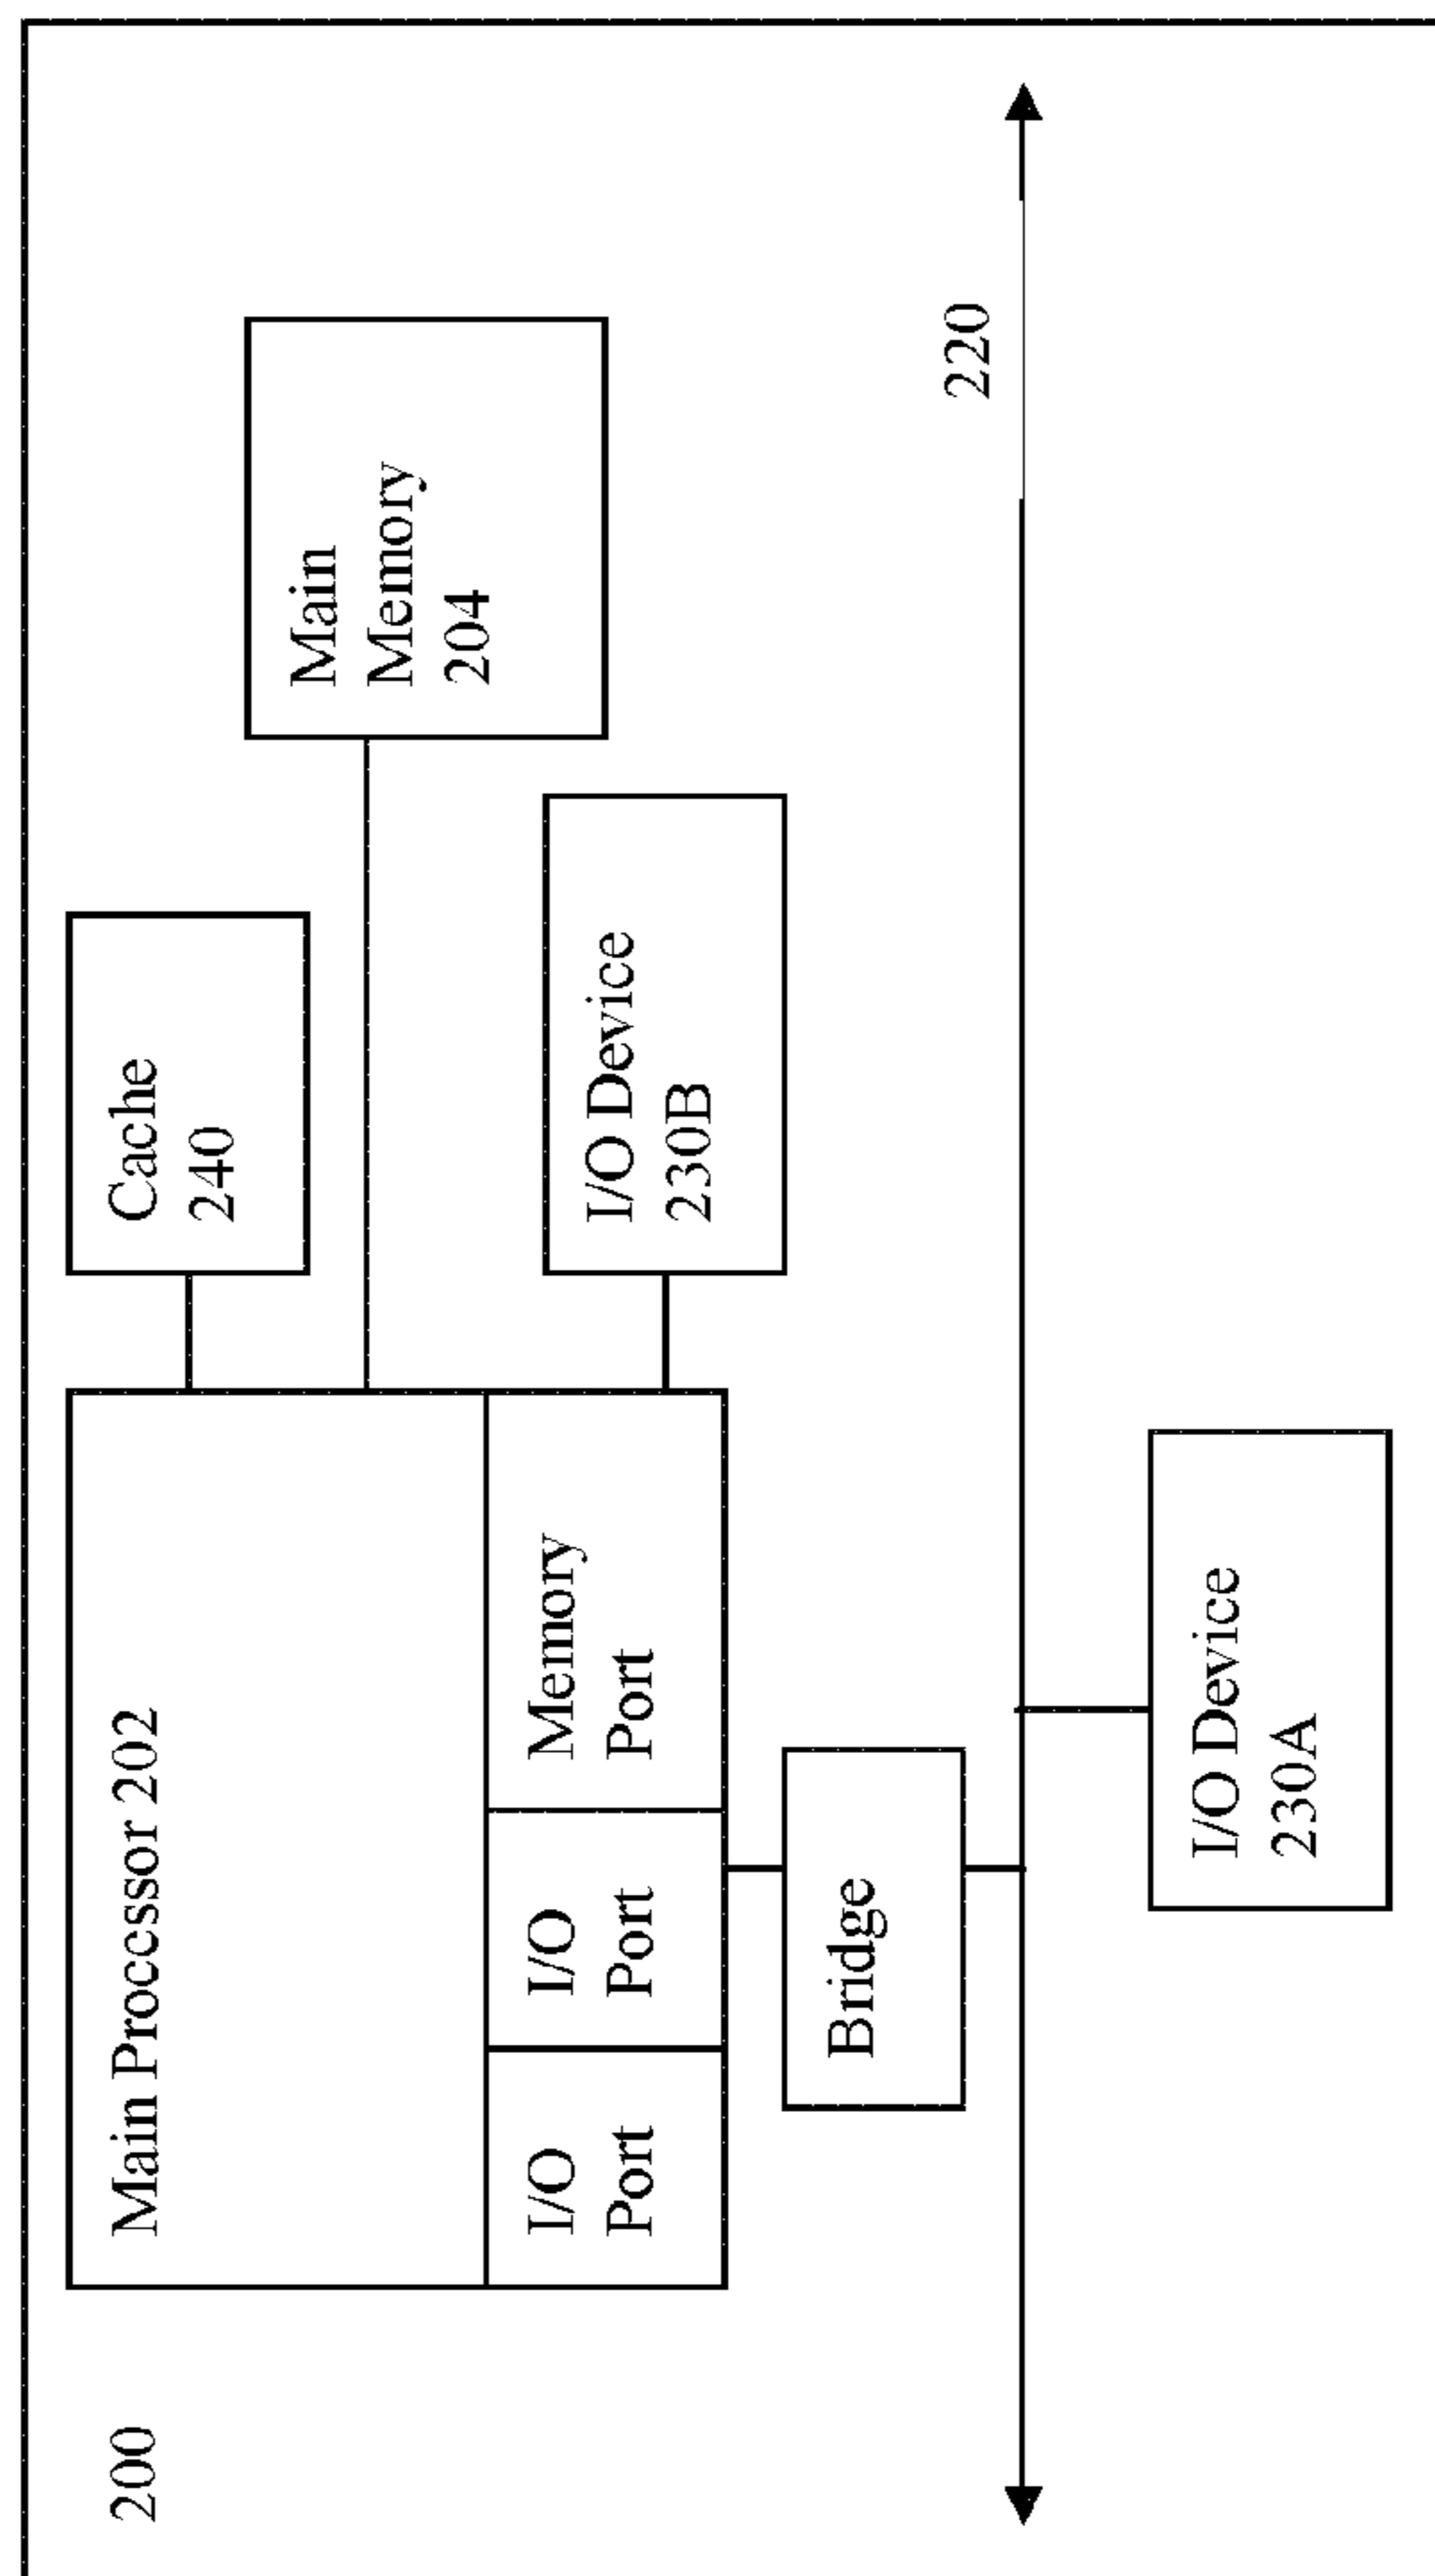 200
Main Processor 202
I/O
Port
I/O
Port
Memory
Port
Cache
240
Main
Memory
204
I/O Device
230B
Bridge
220
I/O Device
230A